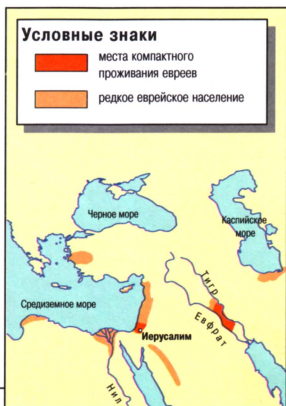 Условные знаки
места компактного
проживания евреев
редкое еврейское население
Черное море
Каспийское
море
Тигр
Средиземное море
Евфрат
Иерусалим
Нил